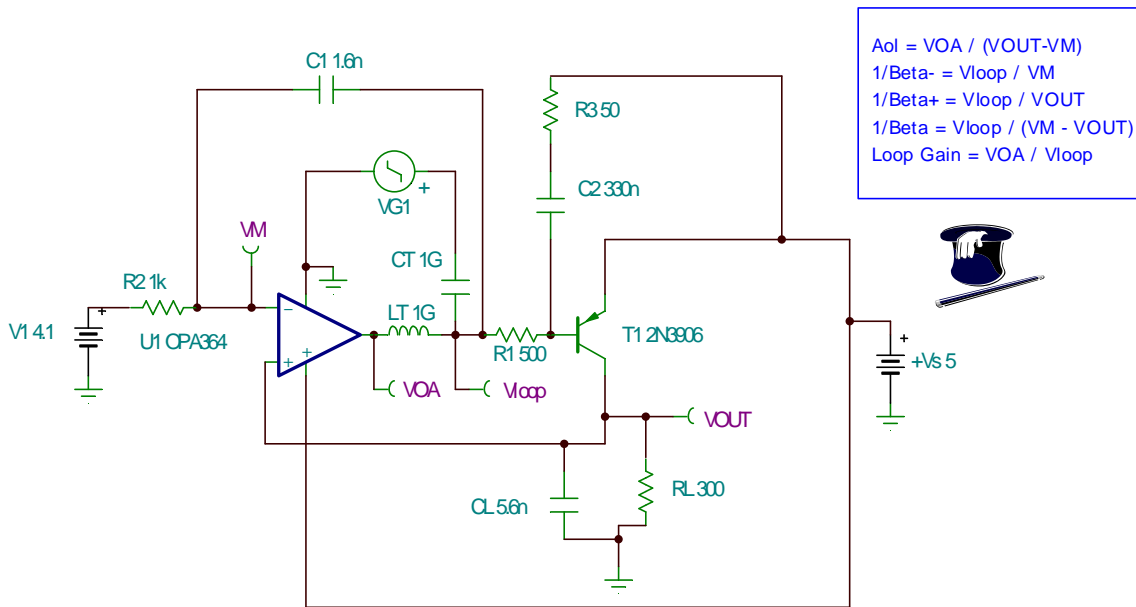 Aol = VOA / (VOUT-VM)
1/Beta- = Vloop / VM
1/Beta+ = Vloop / VOUT
1/Beta = Vloop / (VM - VOUT)
Loop Gain = VOA / Vloop
C1 1.6n
R3 50
C2 330n
VG1
+
VM
CT 1G
R2 1k
LT 1G
V1 4.1
+
U1 OPA364
−
+
+
R1 500
T1 2N3906
+
+Vs 5
VOA
Vloop
VOUT
CL 5.6n
RL 300